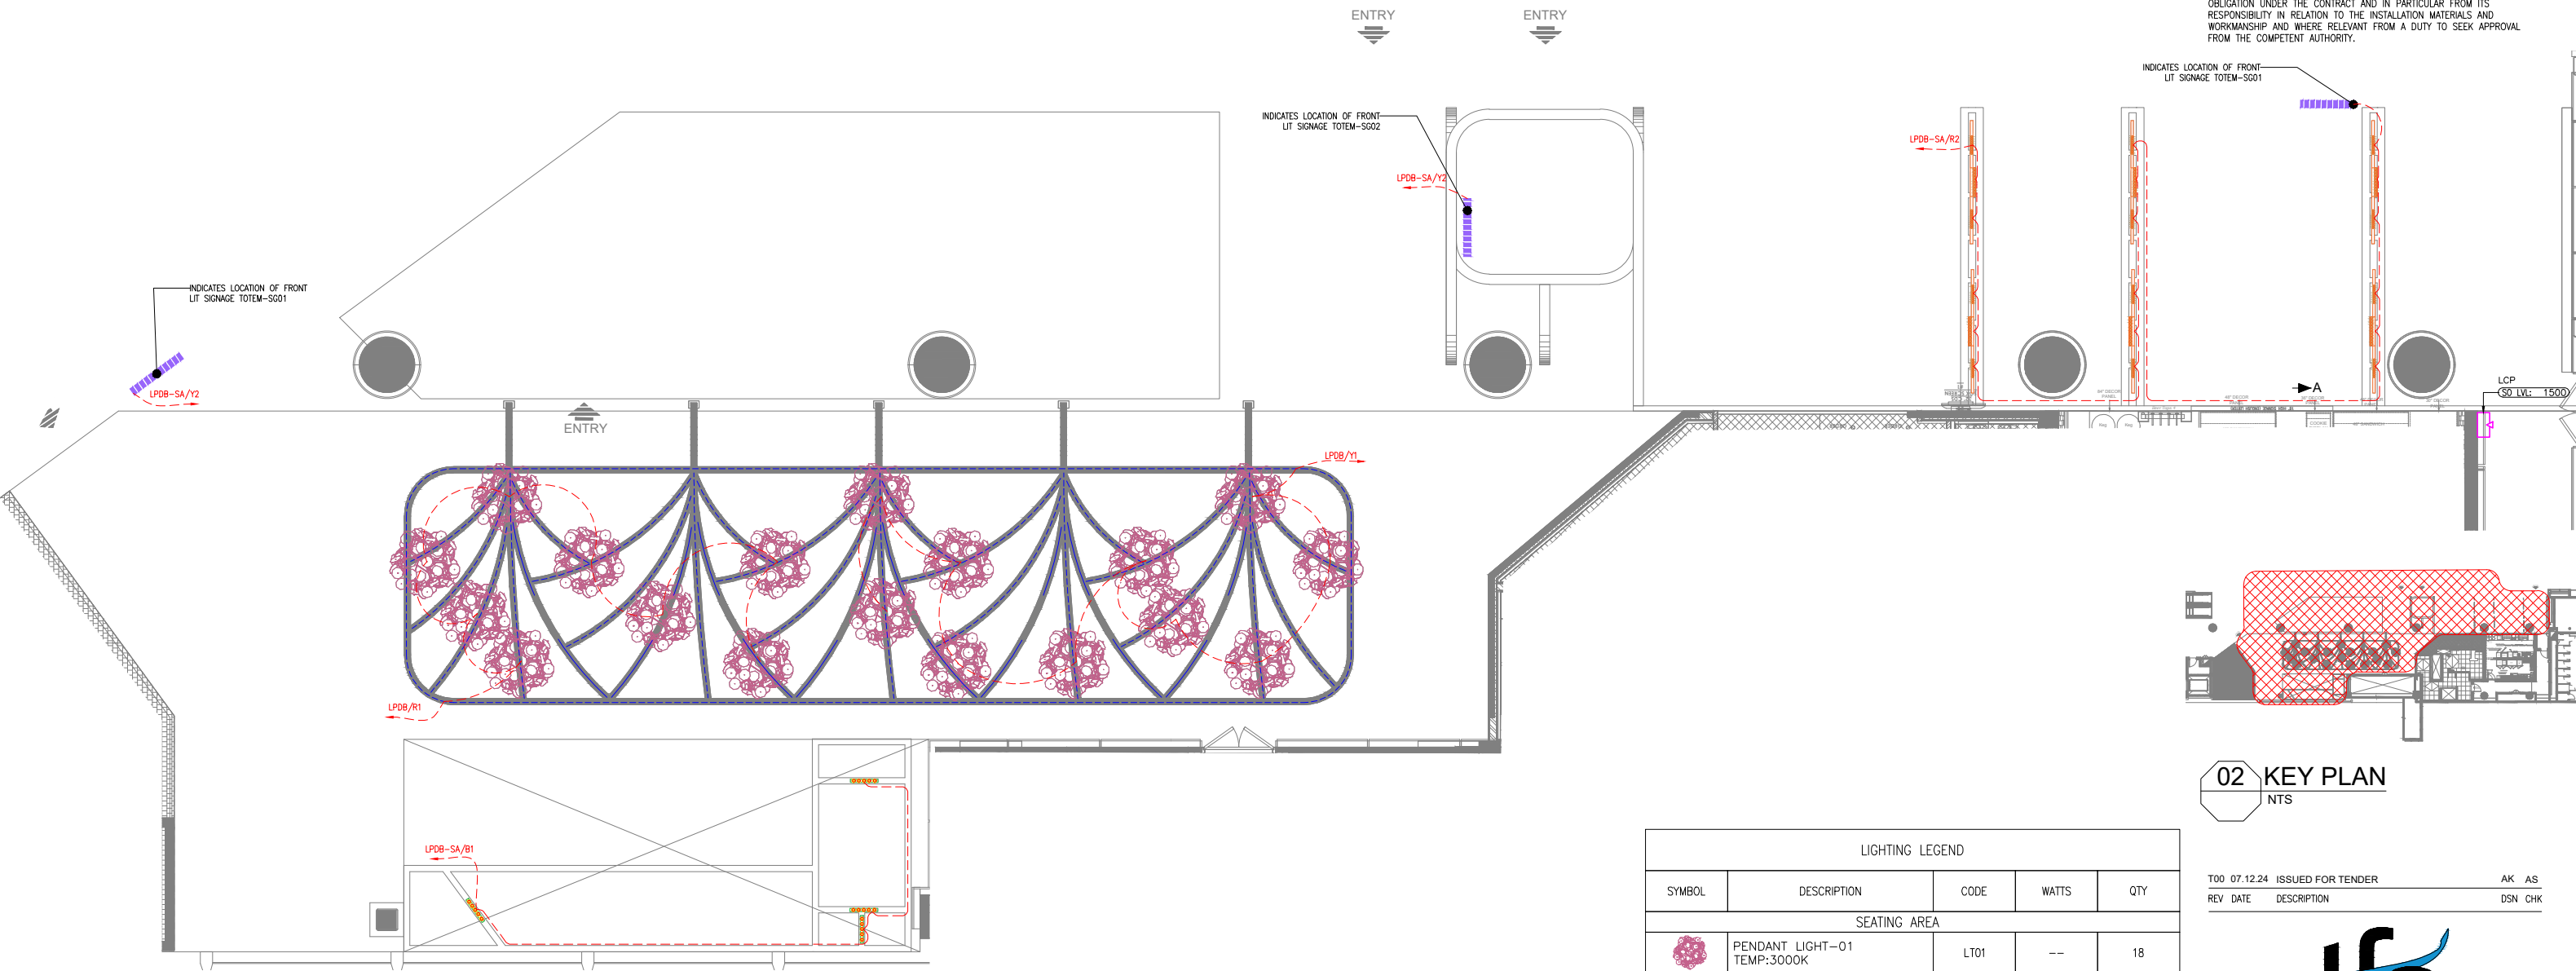 OBLIGATION UNDER THE CONTRACT AND IN PARTICULAR FROM ITS
RESPONSIBILITY IN RELATION TO THE INSTALLATION MATERIALS AND
WORKMANSHIP AND WHERE RELEVANT FROM A DUTY TO SEEK APPROVAL
FROM THE COMPETENT AUTHORITY.
ENTRY
ENTRY
INDICATES LOCATION OF FRONT
LIT SIGNAGE TOTEM-SG01
INDICATES LOCATION OF FRONT
LIT SIGNAGE TOTEM-SG02
LPDB-SA/R2
LPDB-SA/Y2
INDICATES LOCATION OF FRONT
LIT SIGNAGE TOTEM-SG01
LPDB-SA/Y2
A
LCP
SO LVL: 1500
ENTRY
LPDB/Y1
LPDB/R1
LPDB-SA/B1
02 KEY PLAN
NTS
LIGHTING LEGEND
SYMBOL DESCRIPTION CODE WATTS QTY
SEATING AREA
PENDANT LIGHT-01
TEMP:3000K
LT01 -- 18
T00 07.12.24 ISSUED FOR TENDER AK AS
REV DATE DESCRIPTION DSN CHK